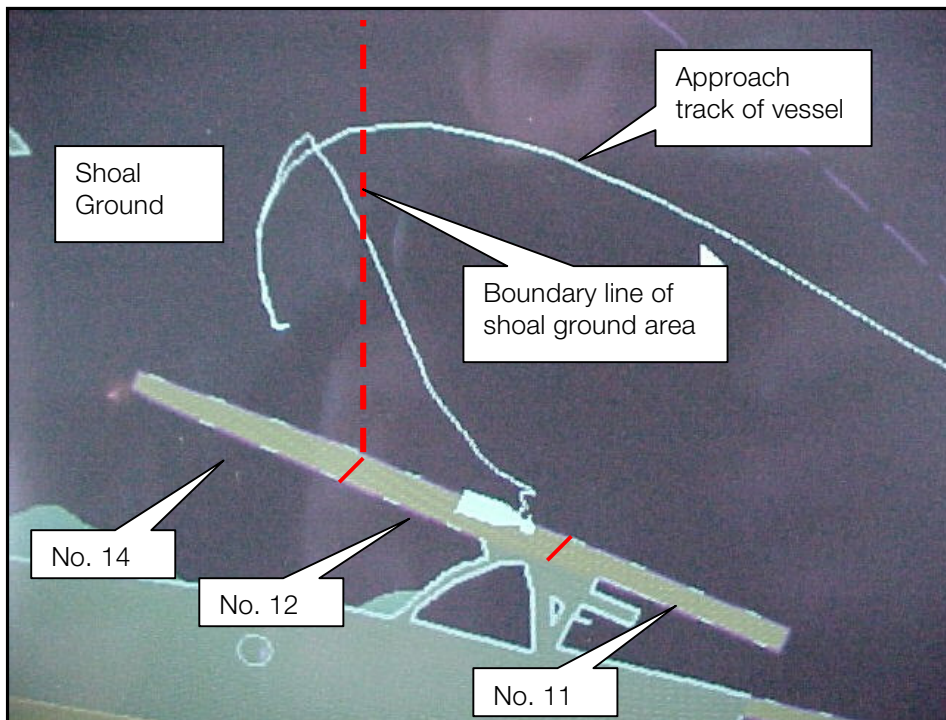 Approach
track of vessel
Shoal
Ground
Boundary line of
shoal ground area
No. 14
No. 12
No. 11